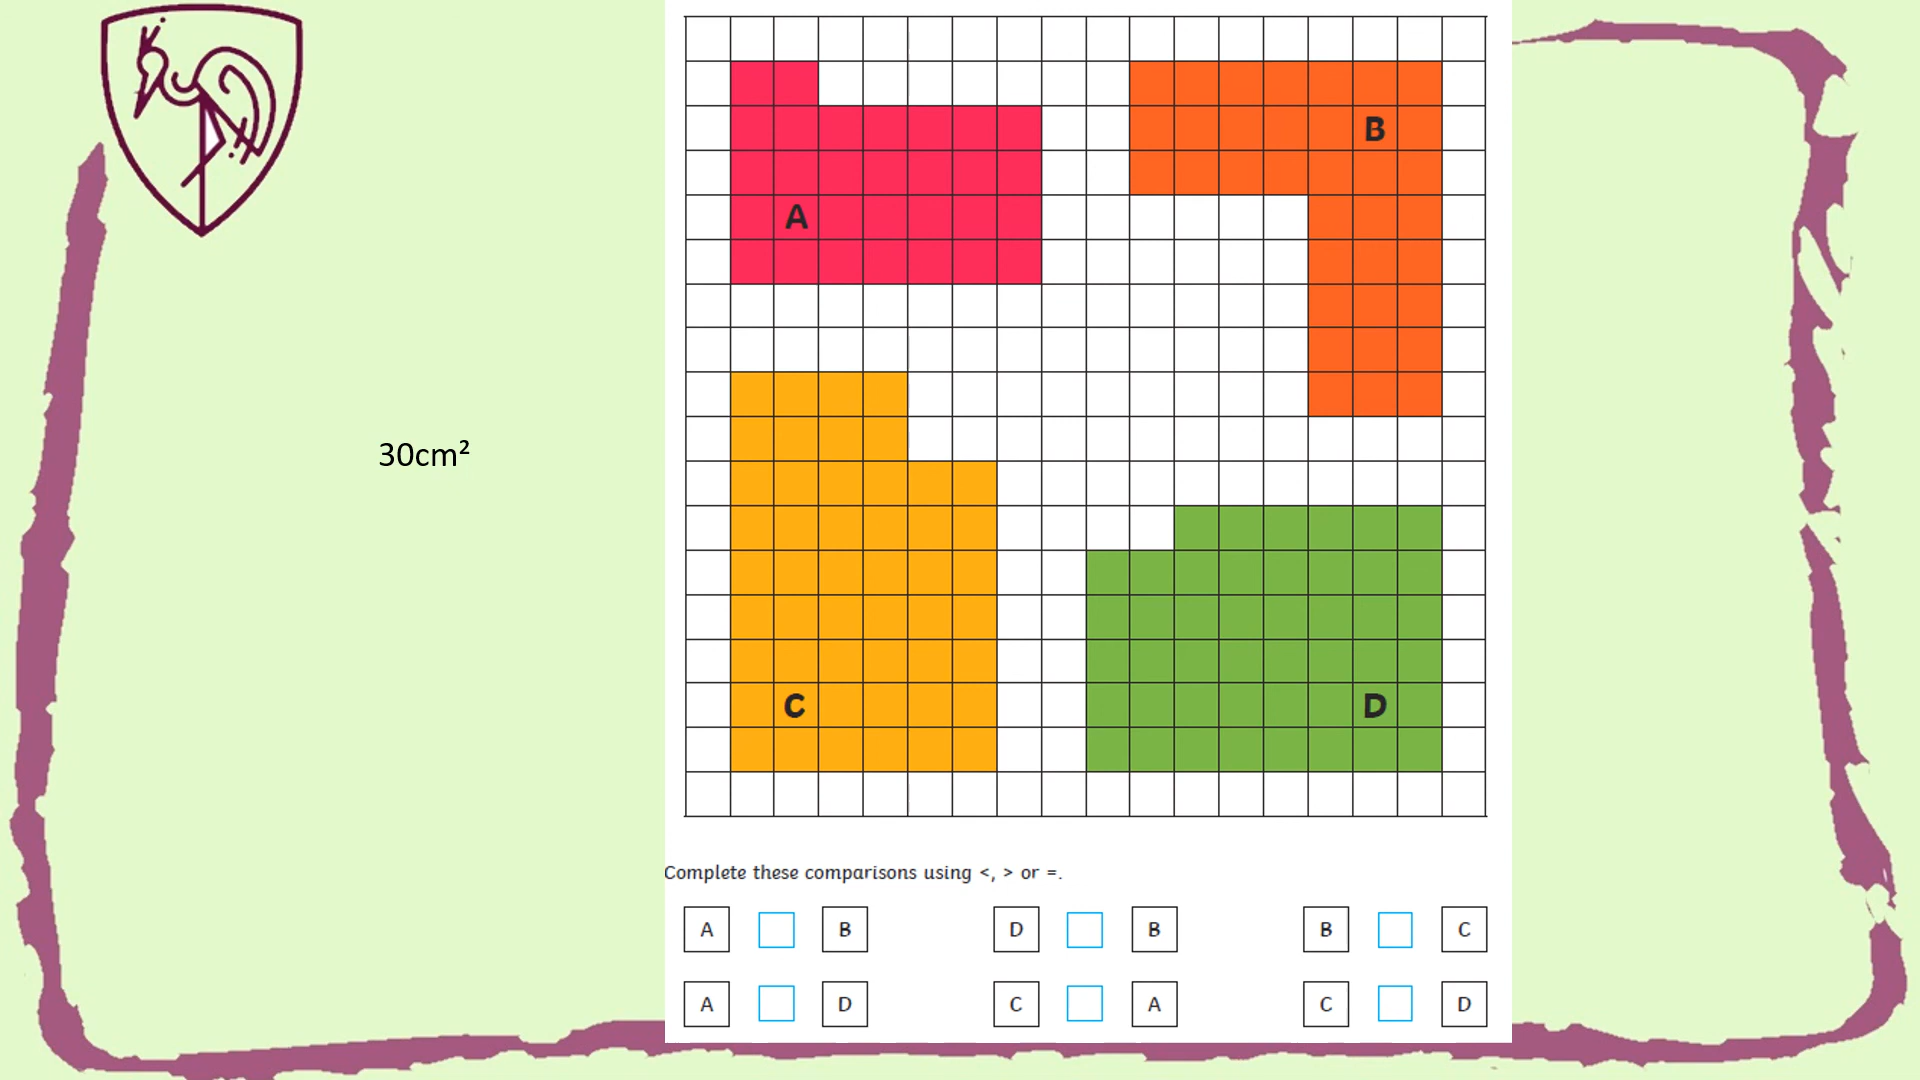 A
B
30cm²
C
D
Complete these comparisons using <, > or =.
A B D B B C
A D C A C D